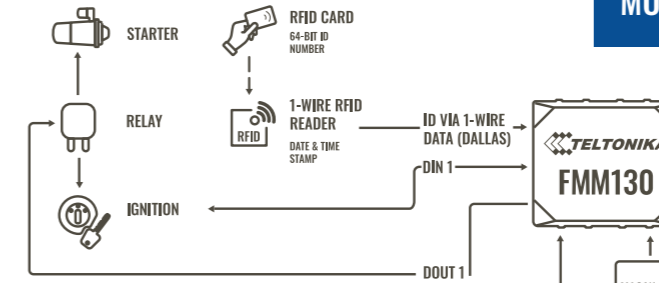 STARTER
RFID CARD
64-BIT ID
NUMBER
RELAY
1-WIRE RFID
READER
DATE & TIME
STAMP
RFID
ID VIA 1-WIRE
DATA (DALLAS)
DIN 1
TELTONIKA
FMM130
IGNITION
DOUT 1